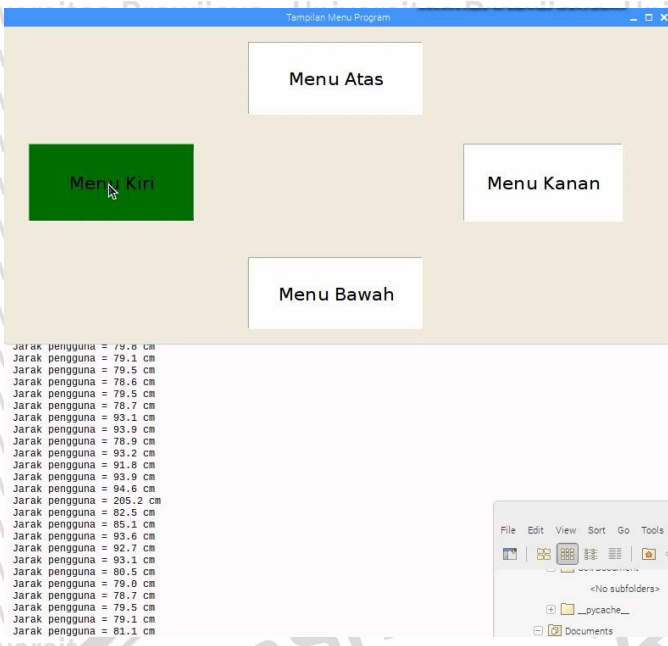 Tampilan Menu Program
Menu Atas
Menu Kiri
Menu Kanan
Menu Bawah
Jarak pengguna = 79.8 cm
Jarak pengguna = 79.1 cm
Jarak pengguna = 79.5 cm
Jarak pengguna = 78.6 cm
Jarak pengguna = 79.5 cm
Jarak pengguna = 78.7 cm
Jarak pengguna = 93.1 cm
Jarak pengguna = 93.9 cm
Jarak pengguna = 78.9 cm
Jarak pengguna = 93.2 cm
Jarak pengguna = 91.8 cm
Jarak pengguna = 93.9 cm
Jarak pengguna = 94.6 cm
Jarak pengguna = 205.2 cm
Jarak pengguna = 82.5 cm
Jarak pengguna = 85.1 cm
Jarak pengguna = 93.6 cm
Jarak pengguna = 92.7 cm
Jarak pengguna = 93.1 cm
Jarak pengguna = 80.5 cm
Jarak pengguna = 79.0 cm
Jarak pengguna = 78.7 cm
Jarak pengguna = 79.5 cm
Jarak pengguna = 79.1 cm
Jarak pengguna = 81.1 cm
File Edit View Sort Go Tools
<No subfolders>
__pycache__
Documents